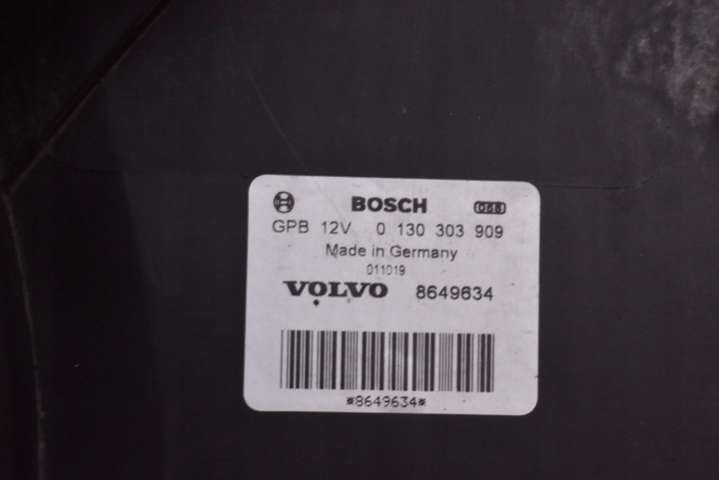 BOSCH
GPB 12V 0 130 303 909
Made in Germany
011019
VOLVO 8649634
*8649634*